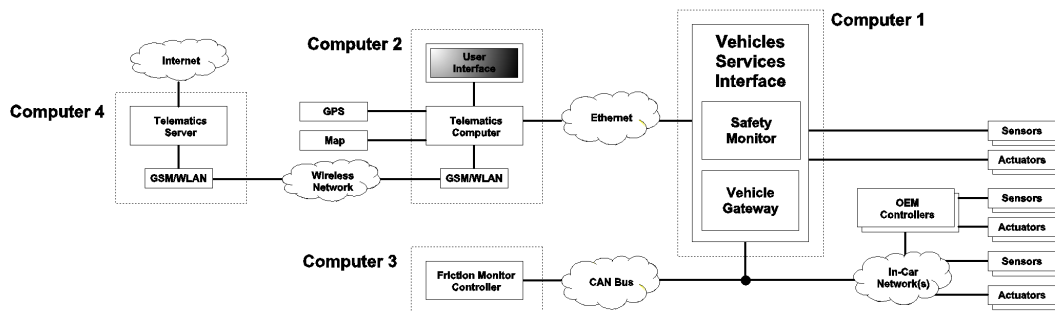 Computer 1
Computer 2
Vehicles
Services
Interface
User
Interface
Internet
Computer 4
GPS
Telematics
Server
Telematics
Computer
Ethernet
Safety
Monitor
Sensors
Map
Actuators
GSM/WLAN
Wireless
Network
GSM/WLAN
Vehicle
Gateway
OEM
Controllers
Sensors
Actuators
Computer 3
Friction Monitor
Controller
CAN Bus
In-Car
Network(s)
Sensors
Actuators